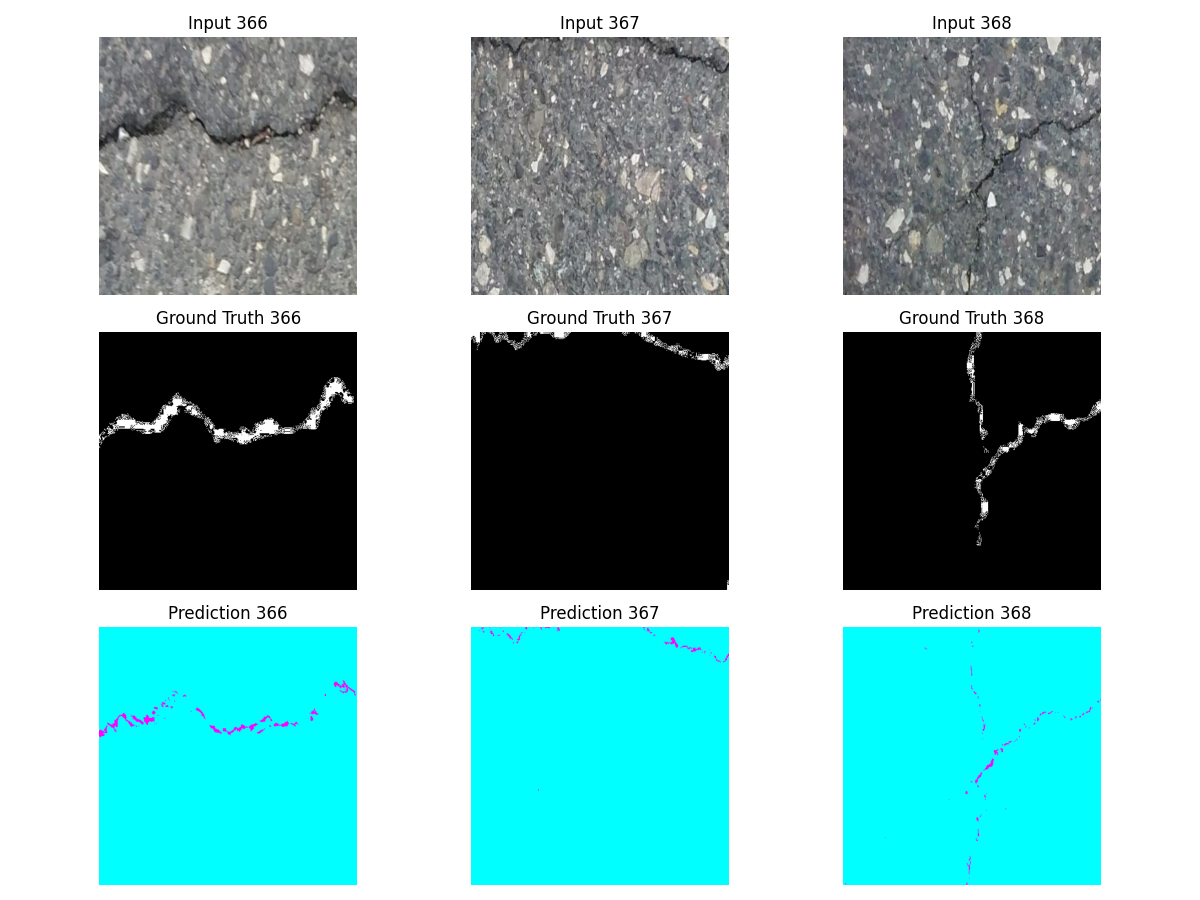 Input 366
Input 367
Input 368
Ground Truth 366
Ground Truth 367
Ground Truth 368
Prediction 366
Prediction 367
Prediction 368